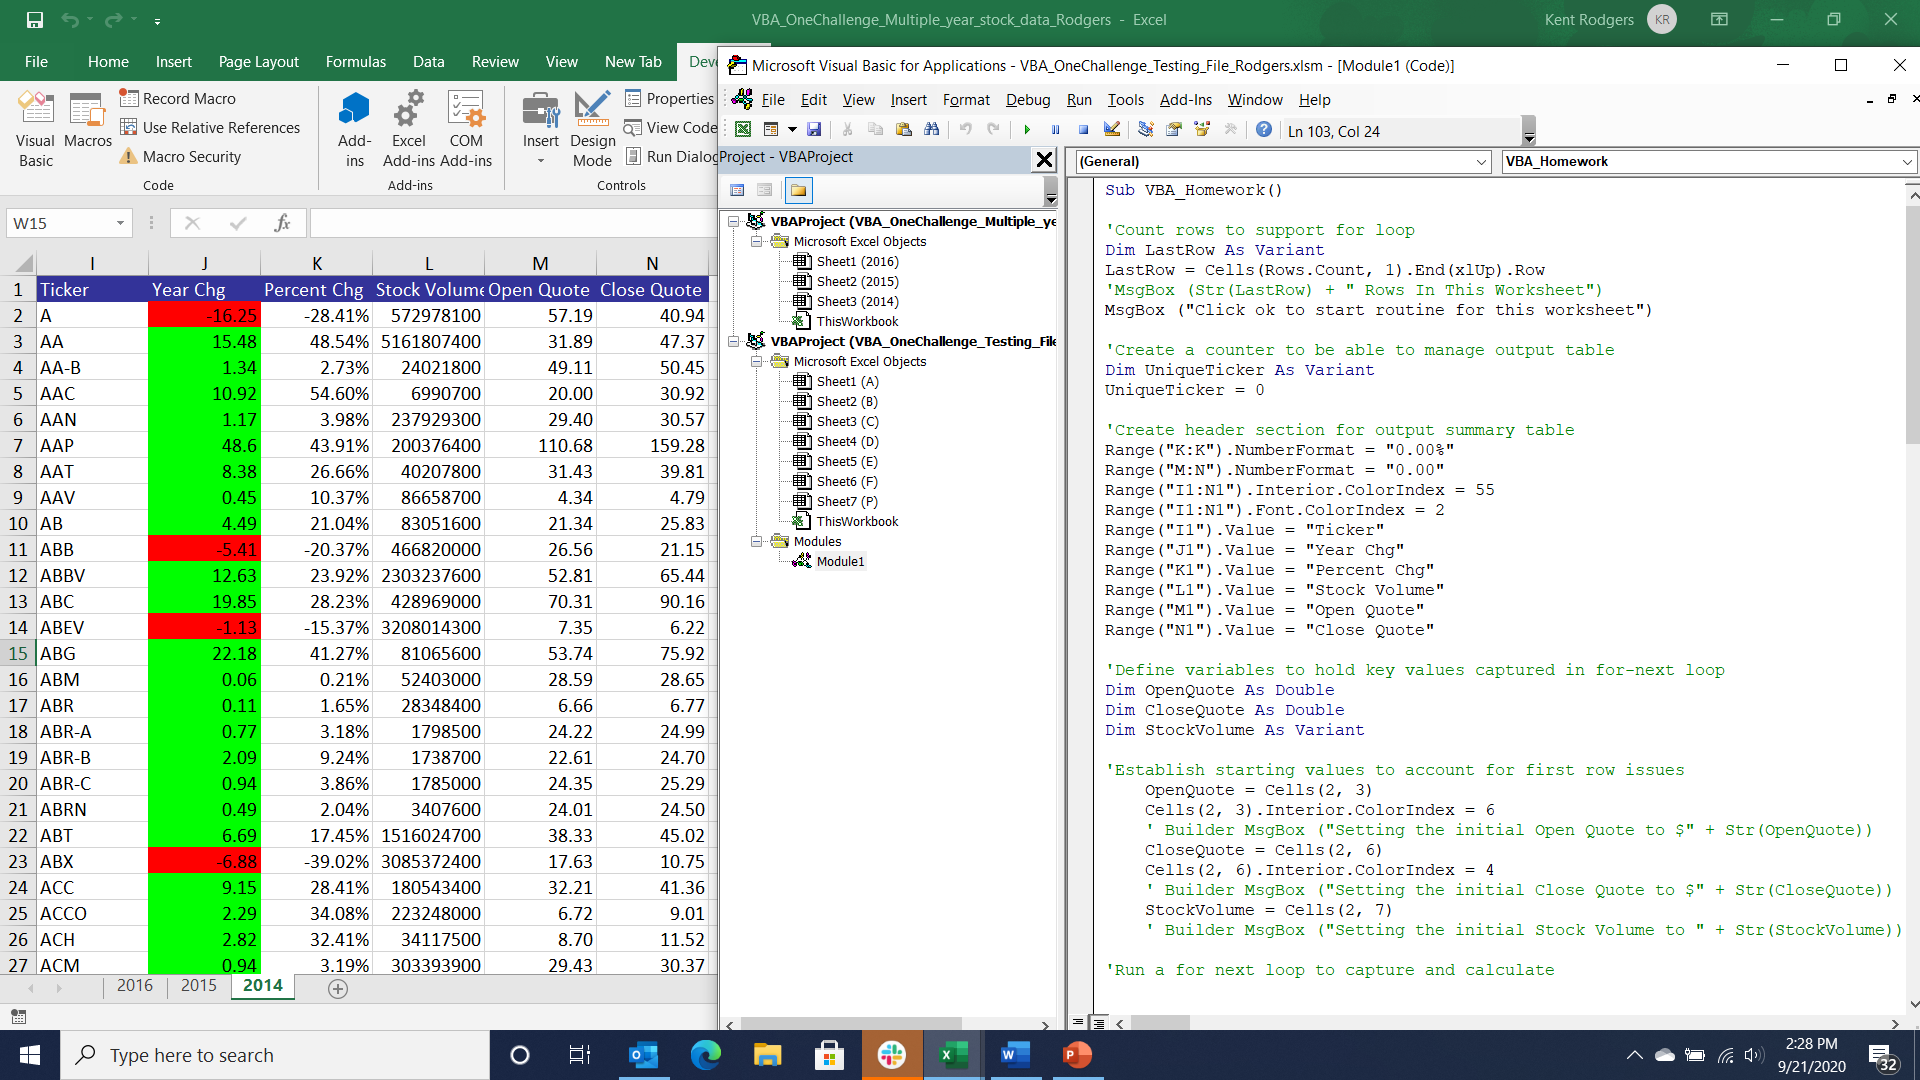 VBA_OneChallenge_Multiple_year_stock_data_Rodgers - Excel
Kent Rodgers KR
File Home Insert Page Layout Formulas Data Review View New Tab Deve
Visual Basic
Macros
Record Macro
Use Relative References
Macro Security
Code
Add-ins
Excel Add-ins
COM Add-ins
Add-ins
Insert
Design Mode
Properties
View Code
Run Dialog
Controls
W15
fx
I J K L M N
1 Ticker Year Chg Percent Chg Stock Volume Open Quote Close Quote
2 A -16.25 -28.41% 572978100 57.19 40.94
3 AA 15.48 48.54% 5161807400 31.89 47.37
4 AA-B 1.34 2.73% 24021800 49.11 50.45
5 AAC 10.92 54.60% 6990700 20.00 30.92
6 AAN 1.17 3.98% 237929300 29.40 30.57
7 AAP 48.6 43.91% 200376400 110.68 159.28
8 AAT 8.38 26.66% 40207800 31.43 39.81
9 AAV 0.45 10.37% 86658700 4.34 4.79
10 AB 4.49 21.04% 83051600 21.34 25.83
11 ABB -5.41 -20.37% 466820000 26.56 21.15
12 ABBV 12.63 23.92% 2303237600 52.81 65.44
13 ABC 19.85 28.23% 428969000 70.31 90.16
14 ABEV -1.13 -15.37% 3208014300 7.35 6.22
15 ABG 22.18 41.27% 81065600 53.74 75.92
16 ABM 0.06 0.21% 52403000 28.59 28.65
17 ABR 0.11 1.65% 28348400 6.66 6.77
18 ABR-A 0.77 3.18% 1798500 24.22 24.99
19 ABR-B 2.09 9.24% 1738700 22.61 24.70
20 ABR-C 0.94 3.86% 1785000 24.35 25.29
21 ABRN 0.49 2.04% 3407600 24.01 24.50
22 ABT 6.69 17.45% 1516024700 38.33 45.02
23 ABX -6.88 -39.02% 3085372400 17.63 10.75
24 ACC 9.15 28.41% 180543400 32.21 41.36
25 ACCO 2.29 34.08% 223248000 6.72 9.01
26 ACH 2.82 32.41% 34117500 8.70 11.52
27 ACM 0.94 3.19% 303393900 29.43 30.37
2016 2015 2014
Microsoft Visual Basic for Applications - VBA_OneChallenge_Testing_File_Rodgers.xlsm - [Module1 (Code)]
File Edit View Insert Format Debug Run Tools Add-Ins Window Help
Ln 103, Col 24
Project - VBAProject
VBAProject (VBA_OneChallenge_Multiple_ye
Microsoft Excel Objects
Sheet1 (2016)
Sheet2 (2015)
Sheet3 (2014)
ThisWorkbook
VBAProject (VBA_OneChallenge_Testing_File
Microsoft Excel Objects
Sheet1 (A)
Sheet2 (B)
Sheet3 (C)
Sheet4 (D)
Sheet5 (E)
Sheet6 (F)
Sheet7 (P)
ThisWorkbook
Modules
Module1
(General) VBA_Homework
Sub VBA_Homework()
'Count rows to support for loop
Dim LastRow As Variant
LastRow = Cells(Rows.Count, 1).End(xlUp).Row
'MsgBox (Str(LastRow) + " Rows In This Worksheet")
MsgBox ("Click ok to start routine for this worksheet")
'Create a counter to be able to manage output table
Dim UniqueTicker As Variant
UniqueTicker = 0
'Create header section for output summary table
Range("K:K").NumberFormat = "0.00%"
Range("M:N").NumberFormat = "0.00"
Range("I1:N1").Interior.ColorIndex = 55
Range("I1:N1").Font.ColorIndex = 2
Range("I1").Value = "Ticker"
Range("J1").Value = "Year Chg"
Range("K1").Value = "Percent Chg"
Range("L1").Value = "Stock Volume"
Range("M1").Value = "Open Quote"
Range("N1").Value = "Close Quote"
'Define variables to hold key values captured in for-next loop
Dim OpenQuote As Double
Dim CloseQuote As Double
Dim StockVolume As Variant
'Establish starting values to account for first row issues
OpenQuote = Cells(2, 3)
Cells(2, 3).Interior.ColorIndex = 6
' Builder MsgBox ("Setting the initial Open Quote to $" + Str(OpenQuote))
CloseQuote = Cells(2, 6)
Cells(2, 6).Interior.ColorIndex = 4
' Builder MsgBox ("Setting the initial Close Quote to $" + Str(CloseQuote))
StockVolume = Cells(2, 7)
' Builder MsgBox ("Setting the initial Stock Volume to " + Str(StockVolume))
'Run a for next loop to capture and calculate
Type here to search
2:28 PM
9/21/2020
32